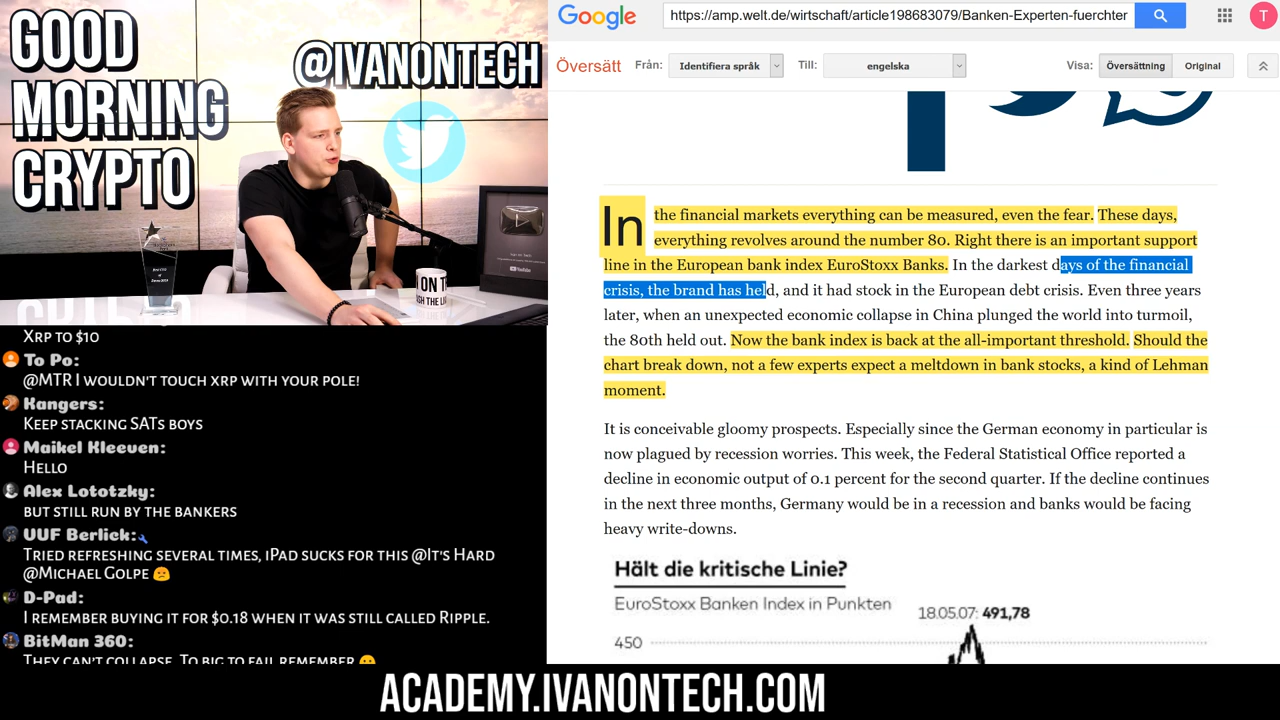 GOOD
MORNING
CRYPTO
@IVANONTECH
XRP TO $10
To Po:
@MTR I WOULDN'T TOUCH XRP WITH YOUR POLE!
Kangers:
KEEP STACKING SATS BOYS
Maikel Kleeven:
HELLO
Alex Lototzky:
BUT STILL RUN BY THE BANKERS
UUF Berlick:
TRIED REFRESHING SEVERAL TIMES, IPAD SUCKS FOR THIS @IT'S HARD
@MICHAEL GOLPE
D-Pad:
I REMEMBER BUYING IT FOR $0.18 WHEN IT WAS STILL CALLED RIPPLE.
BitMan 360:
THEY CAN'T COLLAPSE. TO BIG TO FAIL REMEMBER
Google
https://amp.welt.de/wirtschaft/article198683079/Banken-Experten-fuerchter
T
Översätt
Från:
Identifiera språk
Till:
engelska
Visa:
Översättning
Original
In the financial markets everything can be measured, even the fear. These days,
everything revolves around the number 80. Right there is an important support
line in the European bank index EuroStoxx Banks. In the darkest days of the financial
crisis, the brand has held, and it had stock in the European debt crisis. Even three years
later, when an unexpected economic collapse in China plunged the world into turmoil,
the 80th held out. Now the bank index is back at the all-important threshold. Should the
chart break down, not a few experts expect a meltdown in bank stocks, a kind of Lehman
moment.
It is conceivable gloomy prospects. Especially since the German economy in particular is
now plagued by recession worries. This week, the Federal Statistical Office reported a
decline in economic output of 0.1 percent for the second quarter. If the decline continues
in the next three months, Germany would be in a recession and banks would be facing
heavy write-downs.
Hält die kritische Linie?
EuroStoxx Banken Index in Punkten
18.05.07: 491,78
450
ACADEMY.IVANONTECH.COM